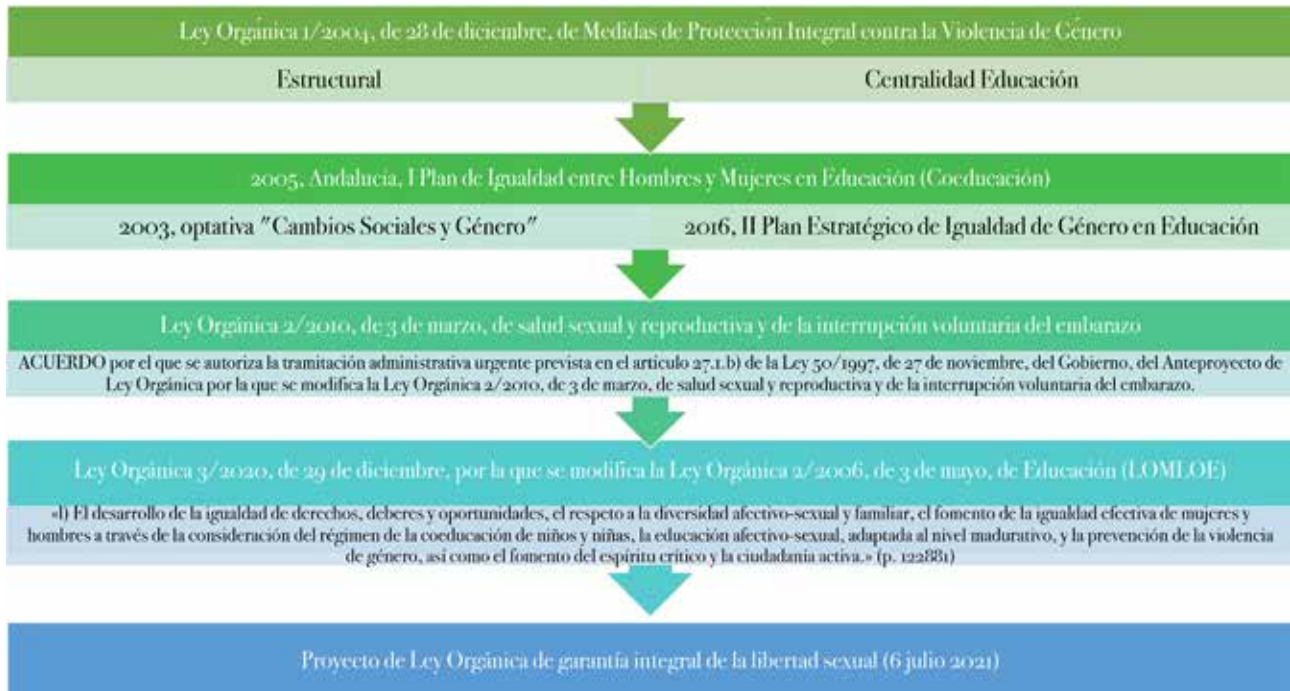 Ley Orgánica 1/2004, de 28 de diciembre, de Medidas de Protección Integral contra la Violencia de Género
Estructural
Centralidad Educación
2005, Andalucía, I Plan de Igualdad entre Hombres y Mujeres en Educación (Coeducación)
2003, optativa "Cambios Sociales y Género"
2016, II Plan Estratégico de Igualdad de Género en Educación
Ley Orgánica 2/2010, de 3 de marzo, de salud sexual y reproductiva y de la interrupción voluntaria del embarazo
ACUERDO por el que se autoriza la tramitación administrativa urgente prevista en el artículo 27.1.b) de la Ley 50/1997, de 27 de noviembre, del Gobierno, del Anteproyecto de
Ley Orgánica por la que se modifica la Ley Orgánica 2/2010, de 3 de marzo, de salud sexual y reproductiva y de la interrupción voluntaria del embarazo.
Ley Orgánica 3/2020, de 29 de diciembre, por la que se modifica la Ley Orgánica 2/2006, de 3 de mayo, de Educación (LOMLOE)
«l) El desarrollo de la igualdad de derechos, deberes y oportunidades, el respeto a la diversidad afectivo-sexual y familiar, el fomento de la igualdad efectiva de mujeres y
hombres a través de la consideración del régimen de la coeducación de niños y niñas, la educación afectivo-sexual, adaptada al nivel madurativo, y la prevención de la violencia
de género, así como el fomento del espíritu crítico y la ciudadanía activa.» (p. 122881)
Proyecto de Ley Orgánica de garantía integral de la libertad sexual (6 julio 2021)